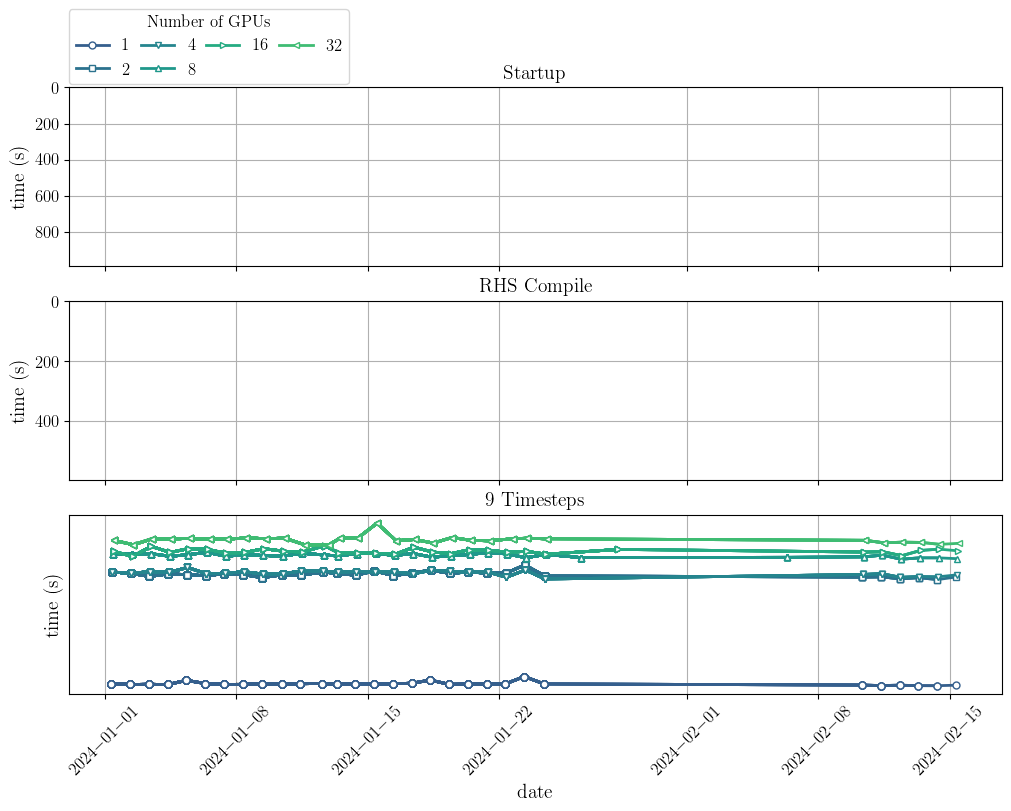 Number of GPUs
1 4 16 32
2 8
Startup
0
200
400
600
800
time (s)
RHS Compile
0
200
400
time (s)
9 Timesteps
time (s)
2024−01−01 2024−01−08 2024−01−15 2024−01−22 2024−02−01 2024−02−08 2024−02−15
date